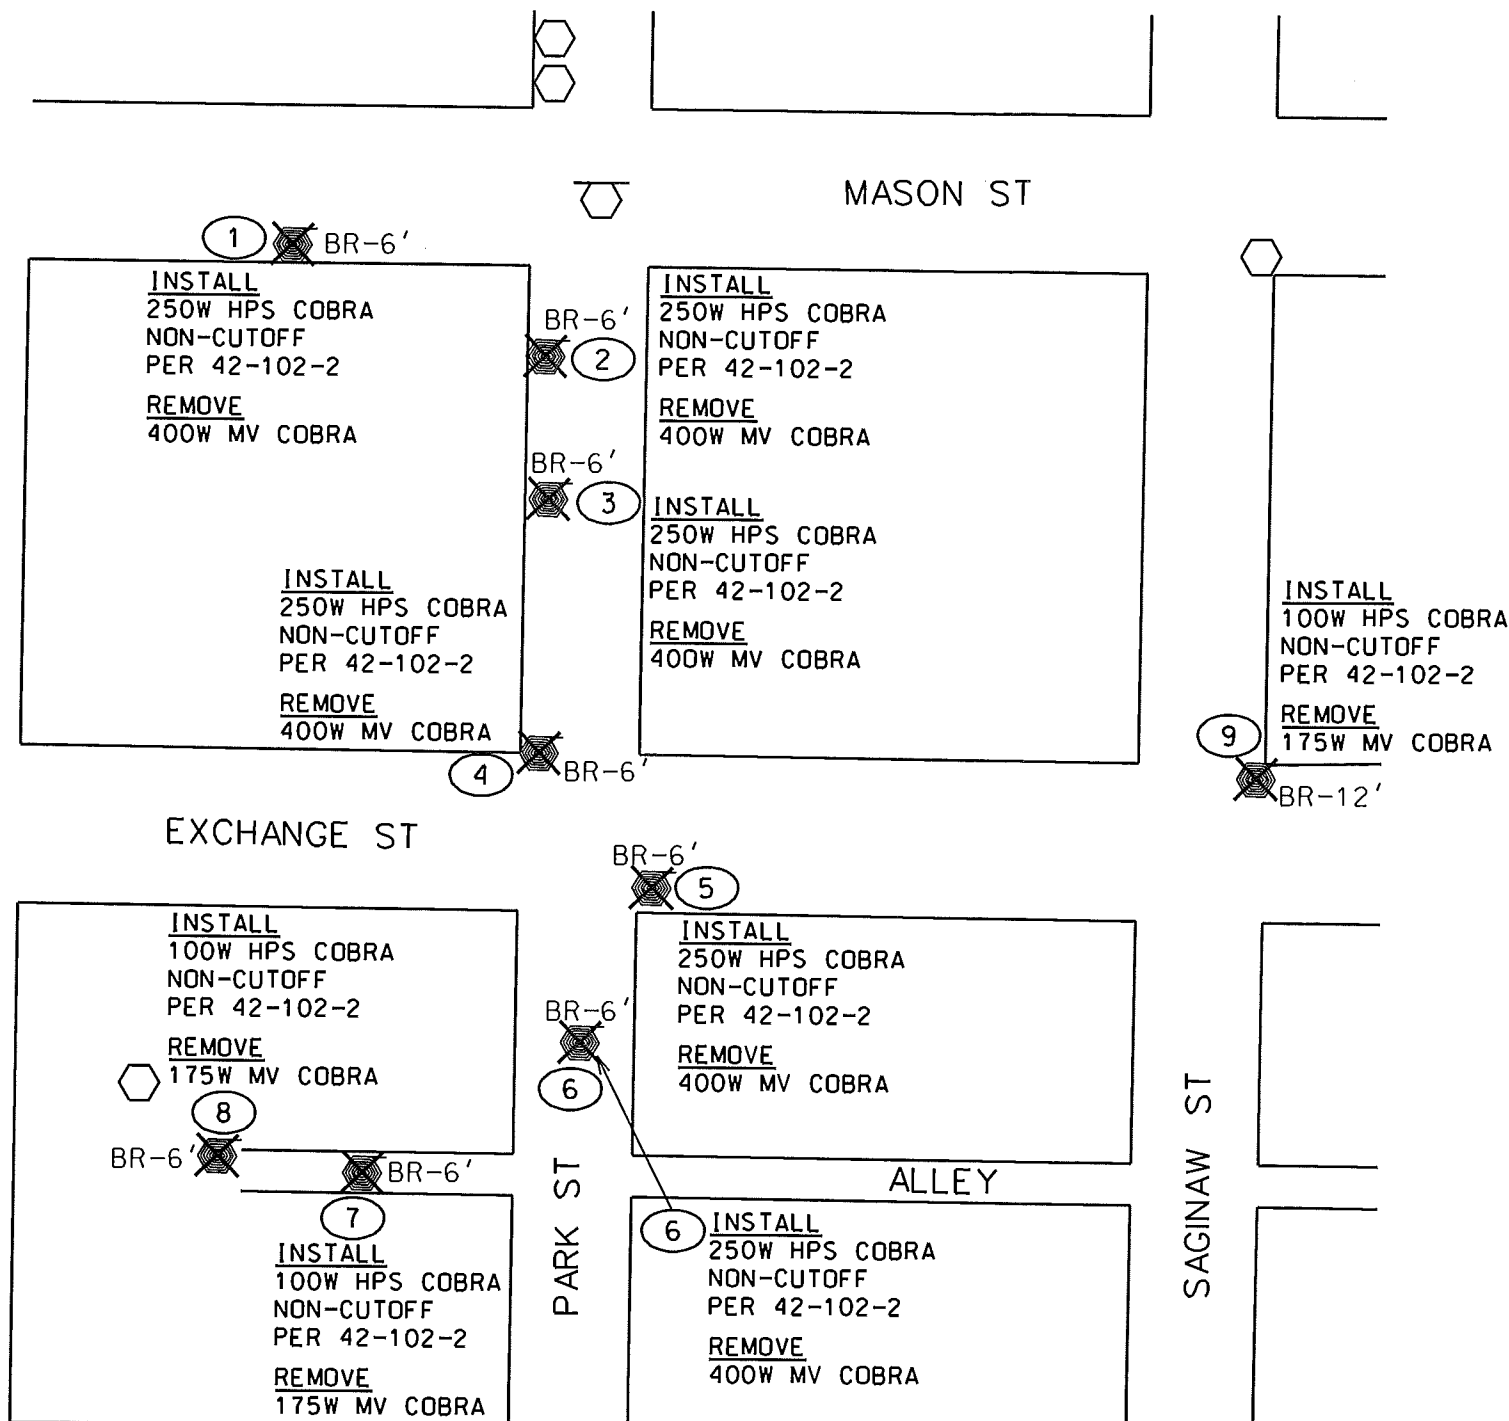 MASON ST
1
BR-6'
INSTALL
250W HPS COBRA
NON-CUTOFF
PER 42-102-2
REMOVE
400W MV COBRA
BR-6'
2
INSTALL
250W HPS COBRA
NON-CUTOFF
PER 42-102-2
REMOVE
400W MV COBRA
BR-6'
3
INSTALL
250W HPS COBRA
NON-CUTOFF
PER 42-102-2
REMOVE
400W MV COBRA
INSTALL
250W HPS COBRA
NON-CUTOFF
PER 42-102-2
REMOVE
400W MV COBRA
4
BR-6'
INSTALL
100W HPS COBRA
NON-CUTOFF
PER 42-102-2
REMOVE
175W MV COBRA
9
BR-12'
EXCHANGE ST
BR-6'
5
INSTALL
250W HPS COBRA
NON-CUTOFF
PER 42-102-2
REMOVE
400W MV COBRA
INSTALL
100W HPS COBRA
NON-CUTOFF
PER 42-102-2
REMOVE
175W MV COBRA
8
BR-6'
BR-6'
6
BR-6'
7
INSTALL
100W HPS COBRA
NON-CUTOFF
PER 42-102-2
REMOVE
175W MV COBRA
PARK ST
ALLEY
6
INSTALL
250W HPS COBRA
NON-CUTOFF
PER 42-102-2
REMOVE
400W MV COBRA
SAGINAW ST